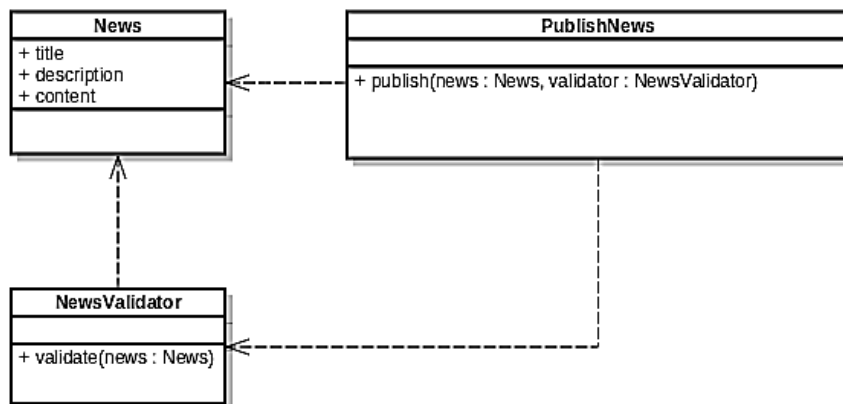 News
+ title
+ description
+ content
PublishNews
+ publish(news : News, validator : NewsValidator)
NewsValidator
+ validate(news : News)